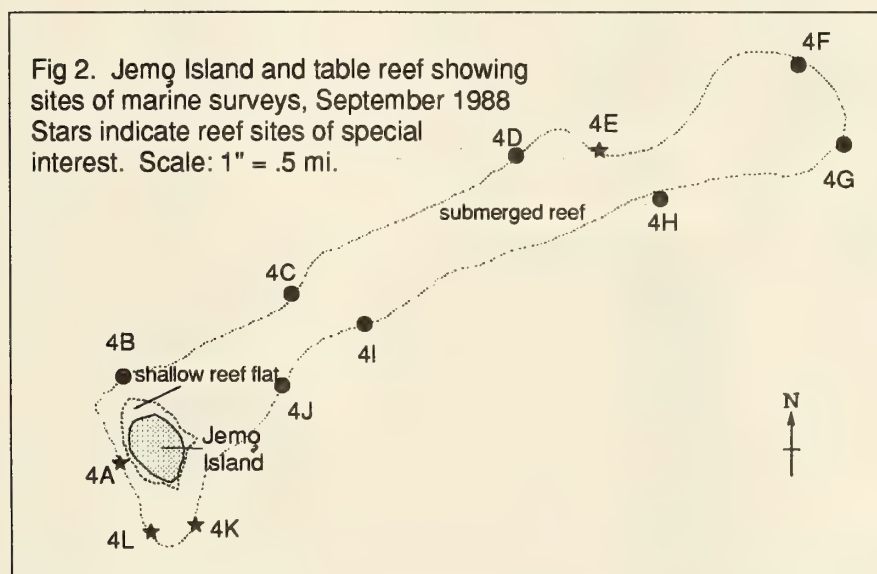 Fig 2. Jemo̧ Island and table reef showing
sites of marine surveys, September 1988
Stars indicate reef sites of special
interest. Scale: 1" = .5 mi.
4F
4E
4D
4G
submerged reef
4H
4C
4B
4I
shallow reef flat
4J
Jemo̧
Island
4A
4L
4K
N